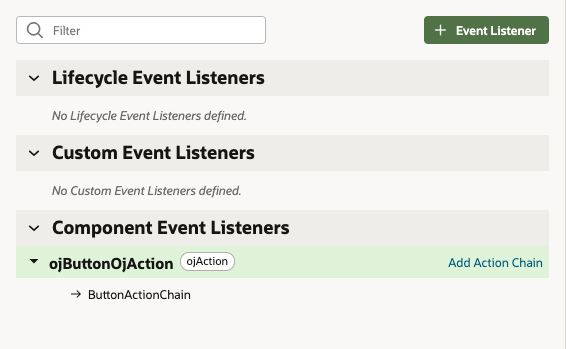 Filter
+ Event Listener
Lifecycle Event Listeners
No Lifecycle Event Listeners defined.
Custom Event Listeners
No Custom Event Listeners defined.
Component Event Listeners
ojButtonOjAction ojAction Add Action Chain
→ ButtonActionChain